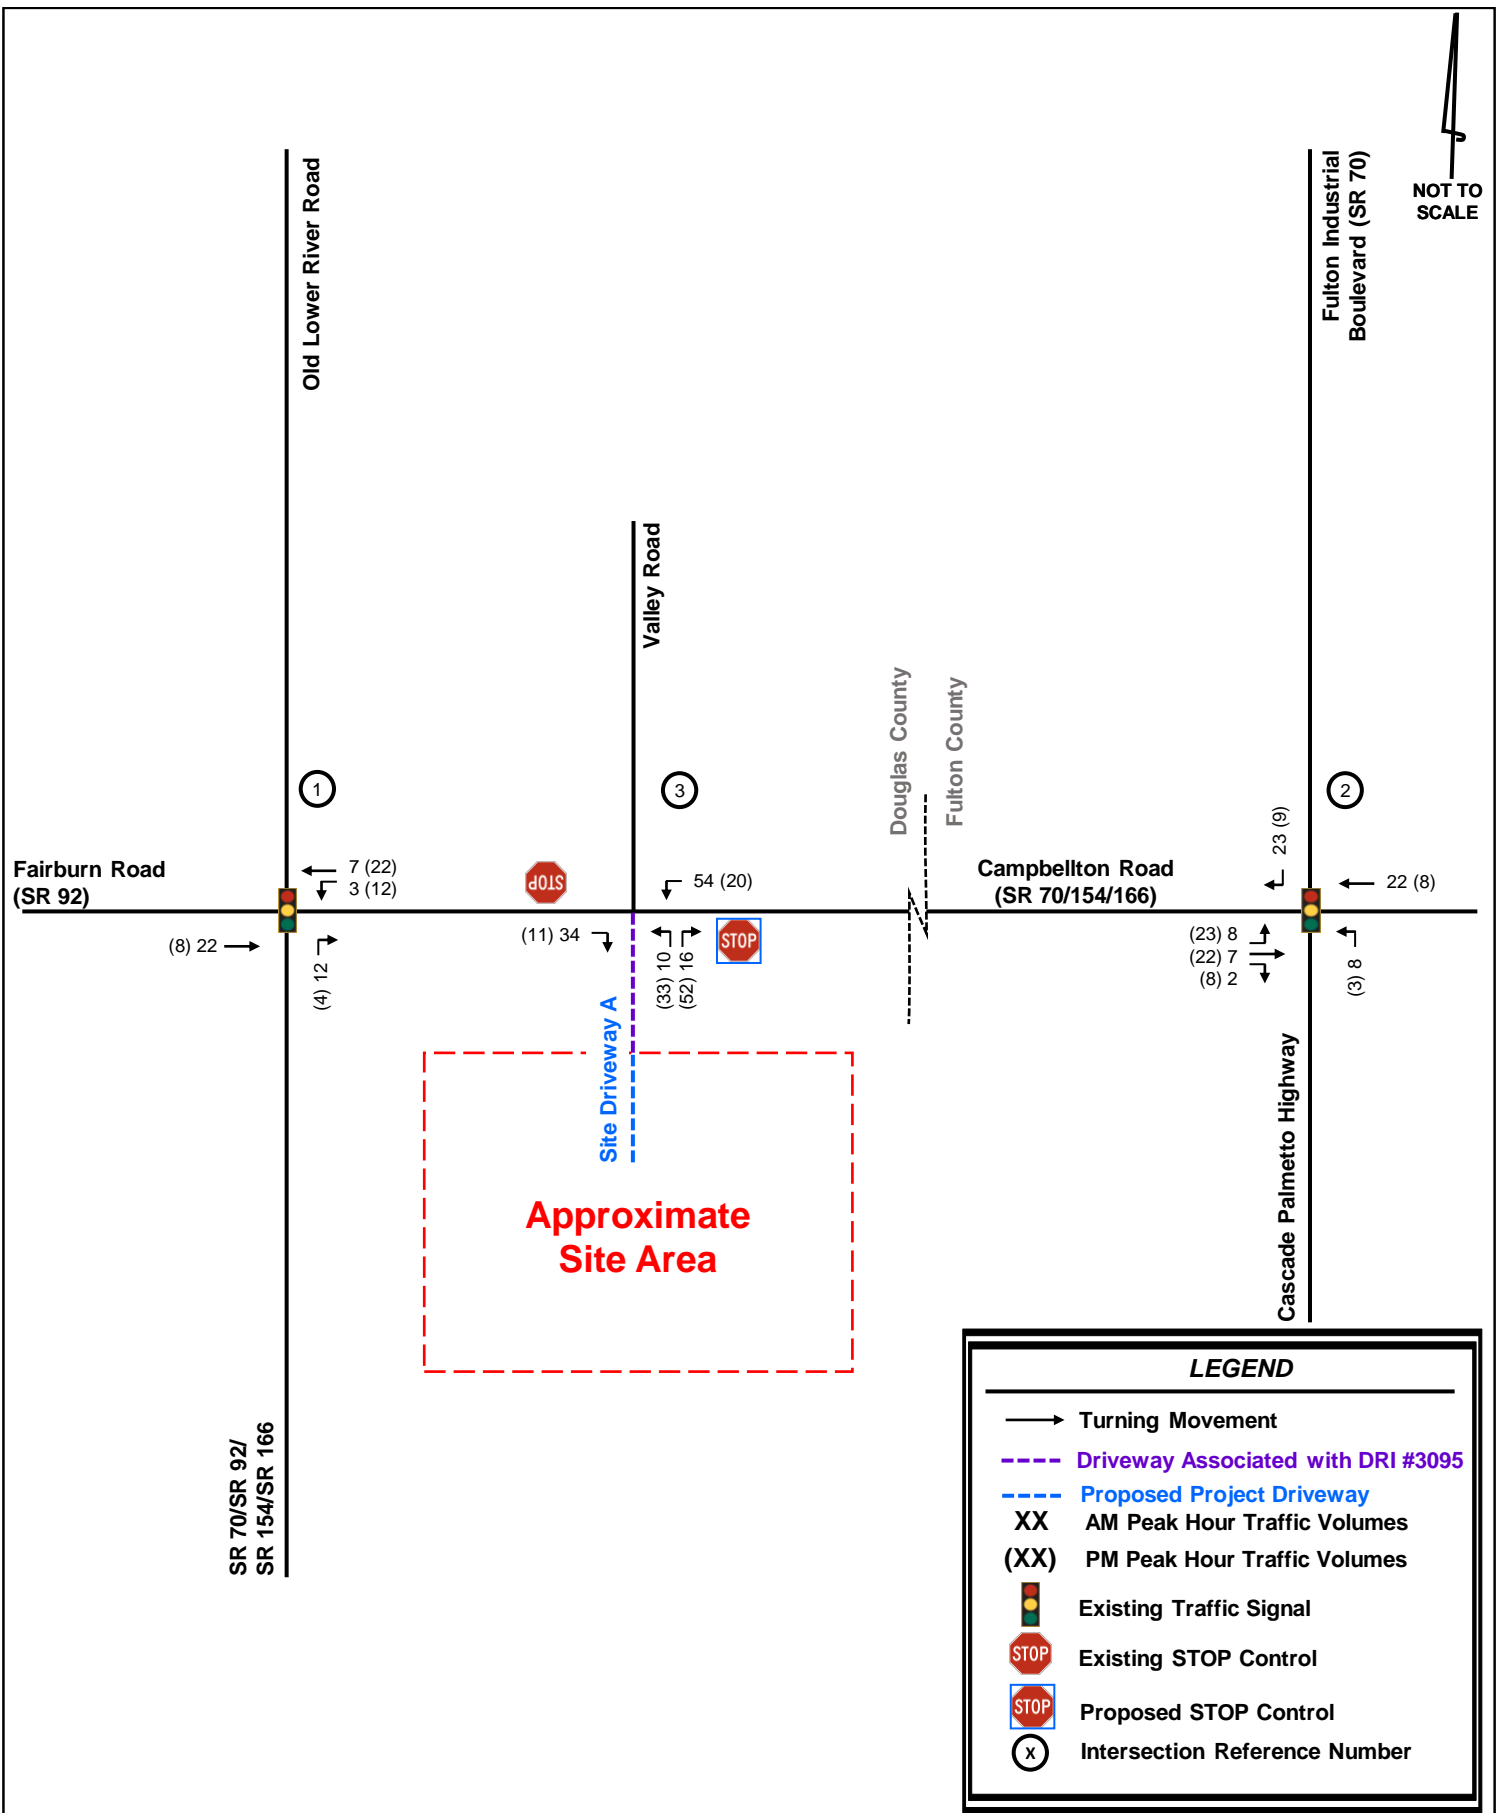 NOT TO
SCALE
Old Lower River Road
Fulton Industrial
Boulevard (SR 70)
Valley Road
Douglas County
Fulton County
1
3
2
Fairburn Road
(SR 92)
7 (22)
3 (12)
STOP
54 (20)
Campbellton Road
(SR 70/154/166)
23 (9)
22 (8)
(8) 22
(4) 12
(11) 34
(33) 10
(52) 16
STOP
(23) 8
(22) 7
(8) 2
(3) 8
Site Driveway A
Cascade Palmetto Highway
Approximate
Site Area
SR 70/SR 92/
SR 154/SR 166
LEGEND
Turning Movement
Driveway Associated with DRI #3095
Proposed Project Driveway
XX AM Peak Hour Traffic Volumes
(XX) PM Peak Hour Traffic Volumes
Existing Traffic Signal
STOP Existing STOP Control
STOP Proposed STOP Control
X Intersection Reference Number